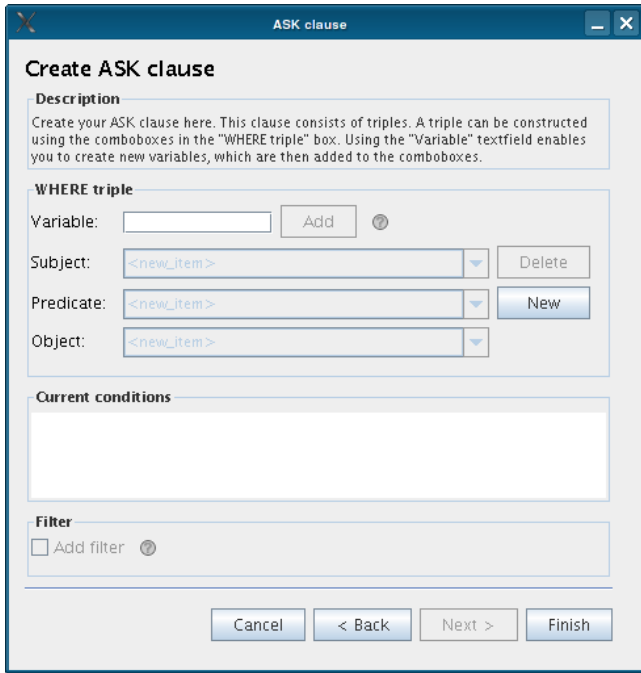 ASK clause
Create ASK clause
Description
Create your ASK clause here. This clause consists of triples. A triple can be constructed
using the comboboxes in the "WHERE triple" box. Using the "Variable" textfield enables
you to create new variables, which are then added to the comboboxes.
WHERE triple
Variable: Add ?
Subject: <new_item> Delete
Predicate: <new_item> New
Object: <new_item>
Current conditions
Filter
Add filter ?
Cancel < Back Next > Finish